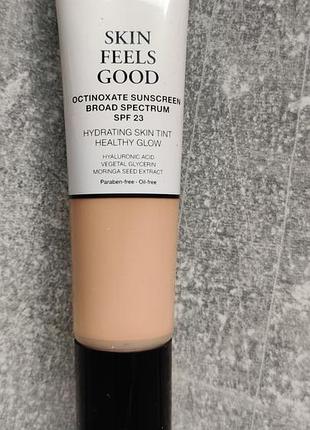 SKIN
FEELS
GOOD
OCTINOXATE SUNSCREEN
BROAD SPECTRUM
SPF 23
HYDRATING SKIN TINT
HEALTHY GLOW
HYALURONIC ACID
VEGETAL GLYCERIN
MORINGA SEED EXTRACT
Paraben-free · Oil-free